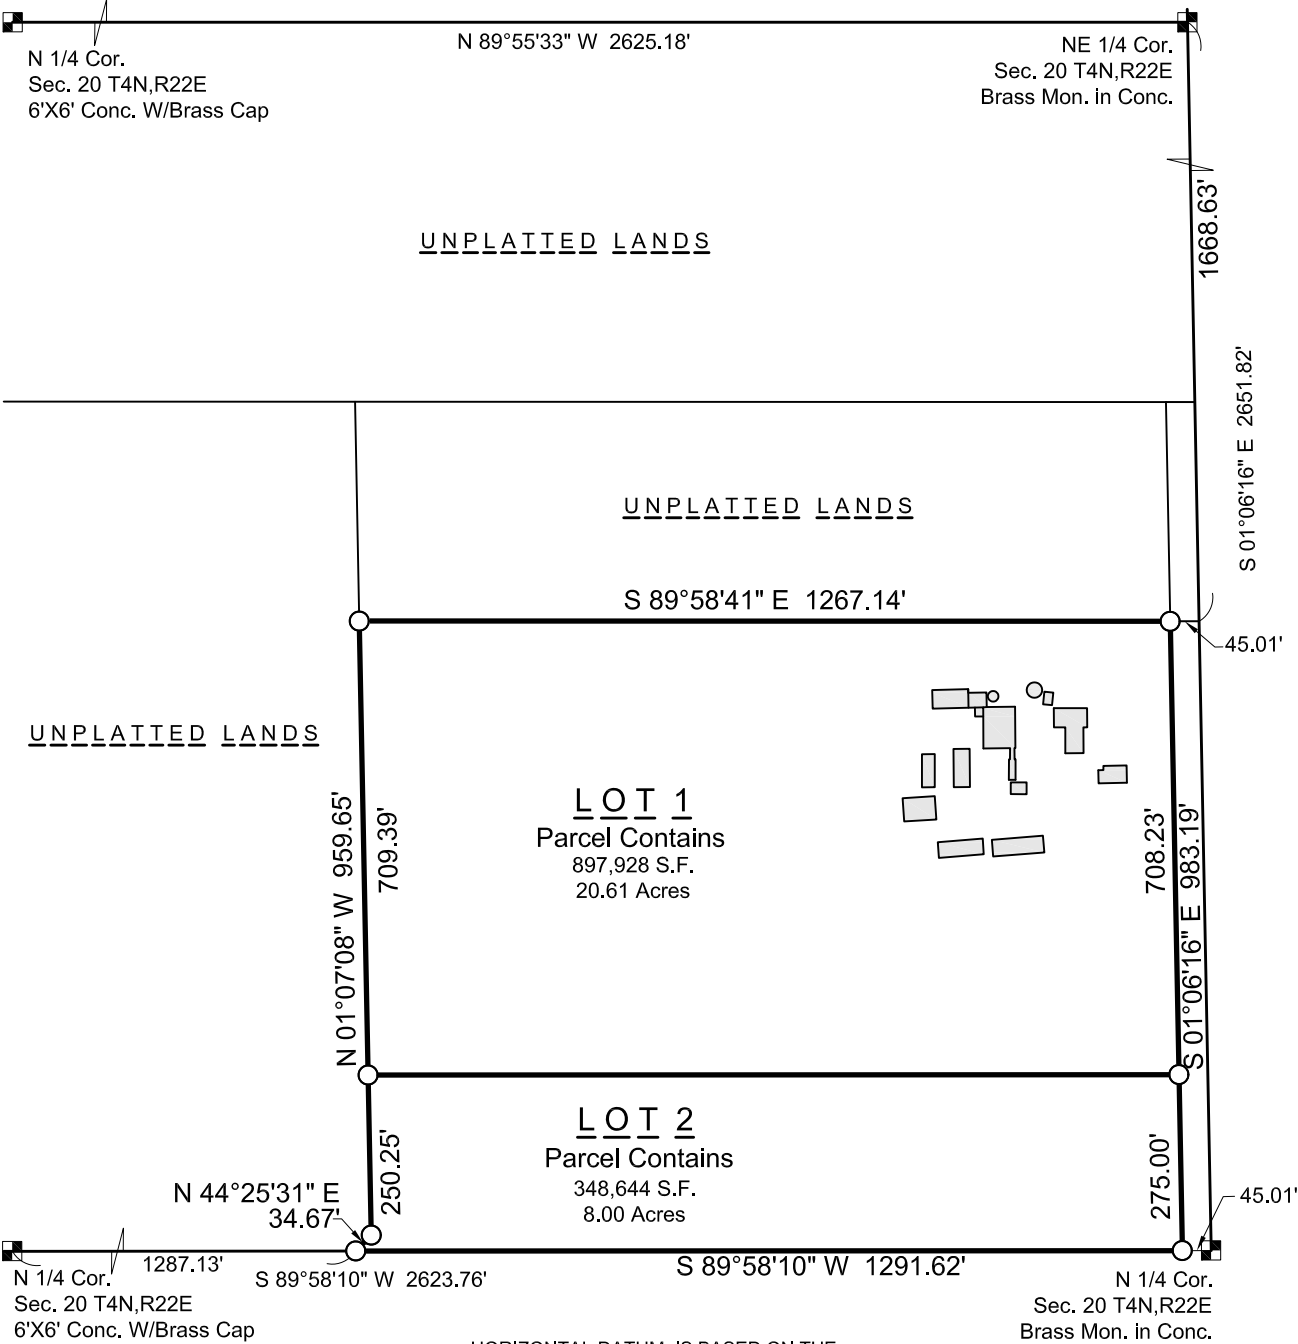 N 89°55'33" W 2625.18'
N 1/4 Cor.
Sec. 20 T4N,R22E
6'X6' Conc. W/Brass Cap
NE 1/4 Cor.
Sec. 20 T4N,R22E
Brass Mon. in Conc.
1668.63'
UNPLATTED LANDS
S 01°06'16" E 2651.82'
UNPLATTED LANDS
S 89°58'41" E 1267.14'
45.01'
UNPLATTED LANDS
N 01°07'08" W 959.65'
709.39'
LOT 1
Parcel Contains
897,928 S.F.
20.61 Acres
708.23'
S 01°06'16" E 983.19'
LOT 2
Parcel Contains
348,644 S.F.
8.00 Acres
250.25'
275.00'
N 44°25'31" E
34.67'
45.01'
1287.13'
S 89°58'10" W 2623.76'
S 89°58'10" W 1291.62'
N 1/4 Cor.
Sec. 20 T4N,R22E
6'X6' Conc. W/Brass Cap
N 1/4 Cor.
Sec. 20 T4N,R22E
Brass Mon. in Conc.
HORIZONTAL DATUM IS BASED ON THE